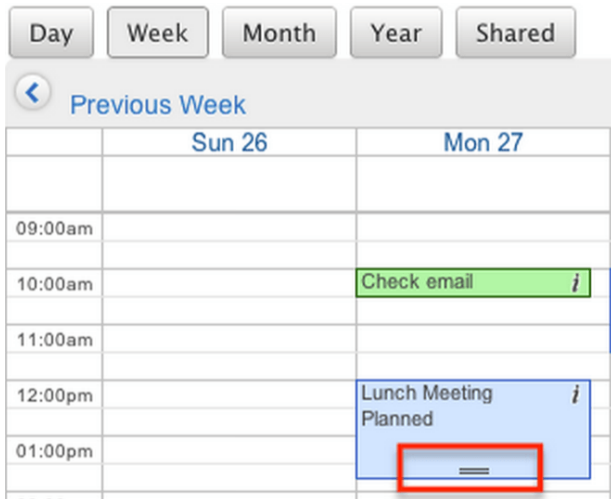 Day Week Month Year Shared
Previous Week
Sun 26 Mon 27
09:00am
10:00am Check email i
11:00am
12:00pm Lunch Meeting i
Planned
01:00pm